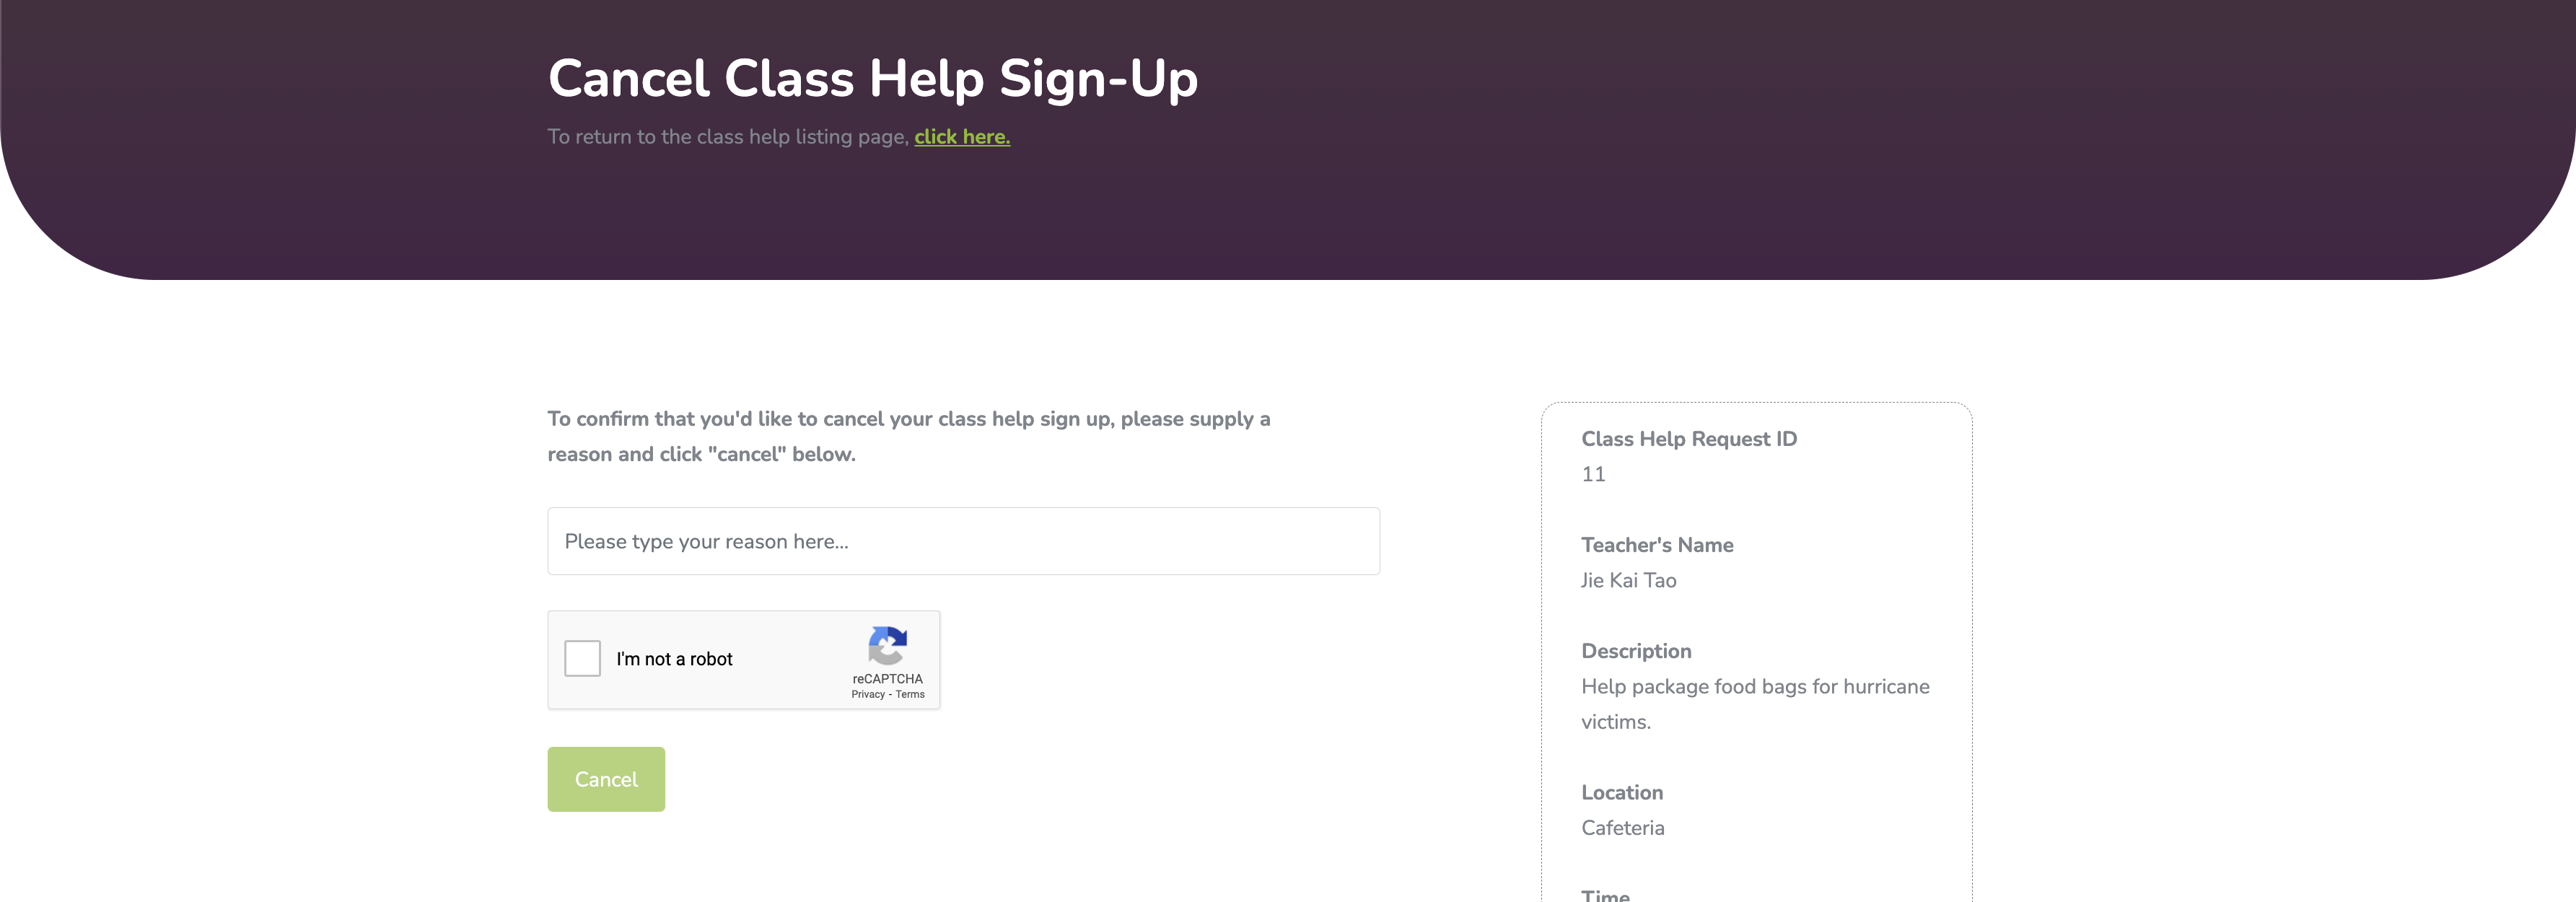 Cancel Class Help Sign-Up
To return to the class help listing page, click here.
To confirm that you'd like to cancel your class help sign up, please supply a
reason and click "cancel" below.
Please type your reason here...
I'm not a robot
reCAPTCHA
Privacy - Terms
Cancel
Class Help Request ID
11
Teacher's Name
Jie Kai Tao
Description
Help package food bags for hurricane
victims.
Location
Cafeteria
Time